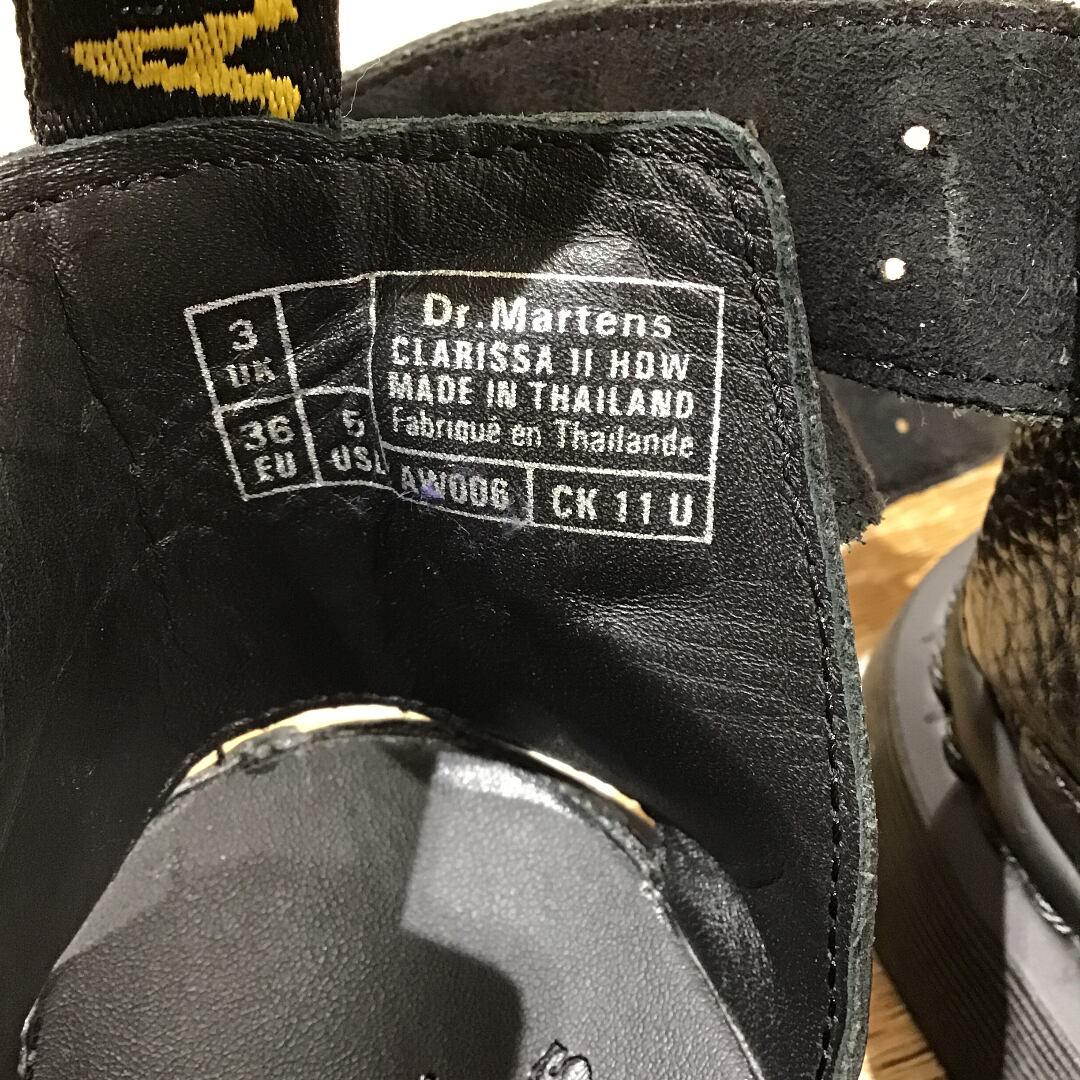 3
UK
36
EU
5
USL
Dr.Martens
CLARISSA II HDW
MADE IN THAILAND
Fabriqué en Thaïlande
AW006
CK 11 U